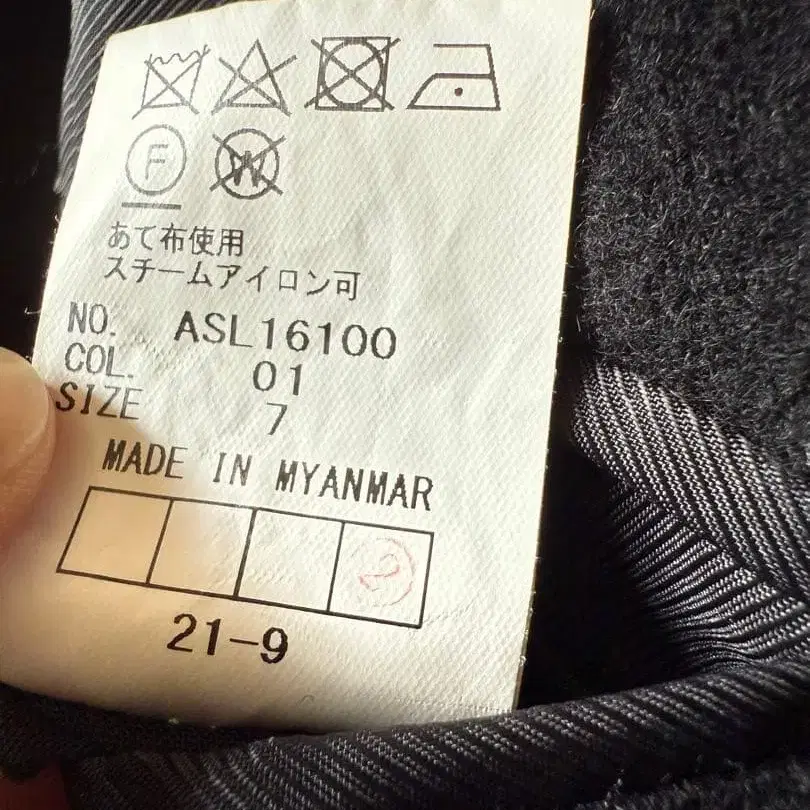 F W
あて布使用
スチームアイロン可
NO. ASL16100
COL. 01
SIZE 7
MADE IN MYANMAR
2
21-9